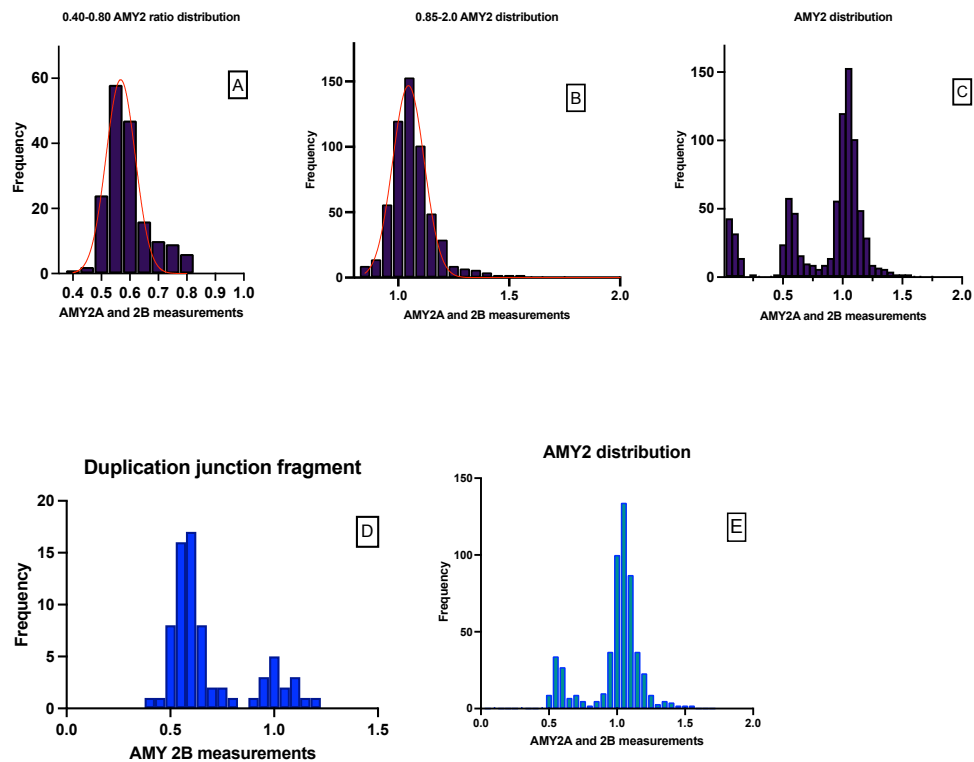 0.40-0.80 AMY2 ratio distribution
A
60
40
20
0
Frequency
0.4 0.5 0.6 0.7 0.8 0.9 1.0
AMY2A and 2B measurements
0.85-2.0 AMY2 distribution
B
150
100
50
0
Frequency
1.0 1.5 2.0
AMY2A and 2B measurements
AMY2 distribution
C
150
100
50
0
Frequency
0.5 1.0 1.5 2.0
AMY2A and 2B measurements
Duplication junction fragment
D
20
15
10
5
0
Frequency
0.0 0.5 1.0 1.5
AMY 2B measurements
AMY2 distribution
E
150
100
50
0
Frequency
0.0 0.5 1.0 1.5 2.0
AMY2A and 2B measurements